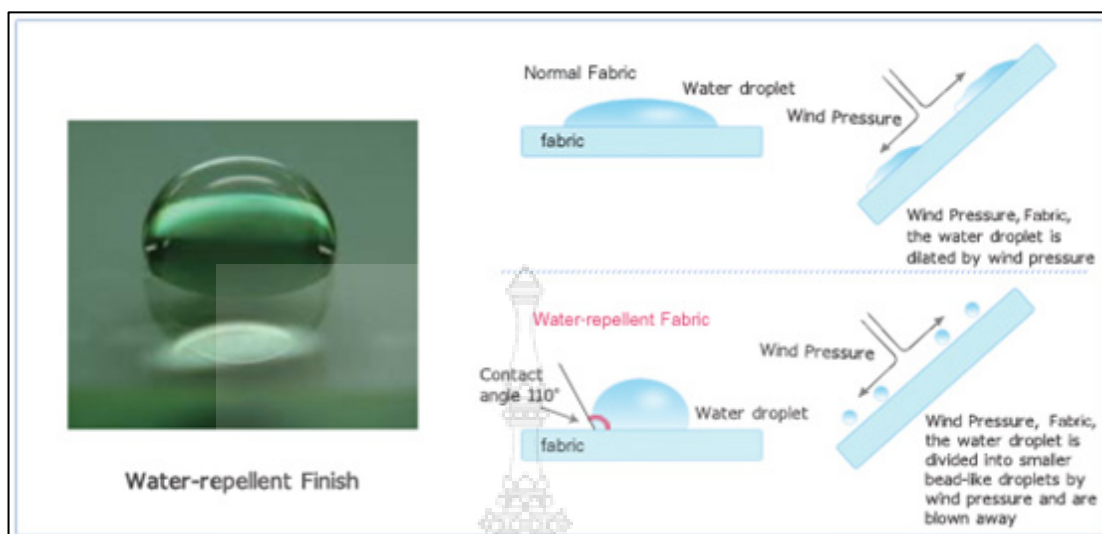 Water-repellent Finish
Normal Fabric
Water droplet
fabric
Wind Pressure
Wind Pressure, Fabric,
the water droplet is
dilated by wind pressure
Water-repellent Fabric
Contact
angle 110°
Water droplet
fabric
Wind Pressure
Wind Pressure, Fabric,
the water droplet is
divided into smaller
bead-like droplets by
wind pressure and are
blown away